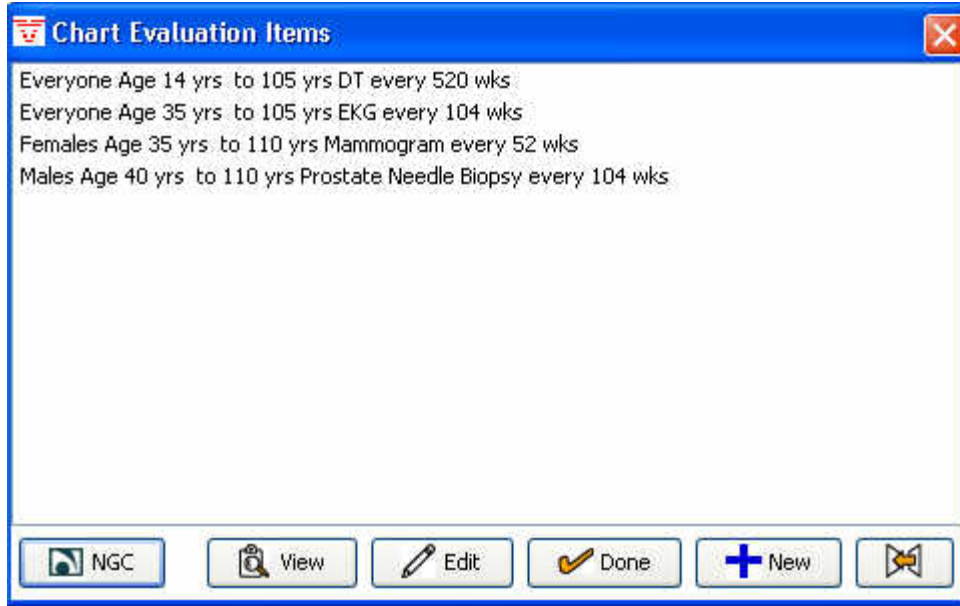 Chart Evaluation Items
Everyone Age 14 yrs to 105 yrs DT every 520 wks
Everyone Age 35 yrs to 105 yrs EKG every 104 wks
Females Age 35 yrs to 110 yrs Mammogram every 52 wks
Males Age 40 yrs to 110 yrs Prostate Needle Biopsy every 104 wks
NGC View Edit Done New